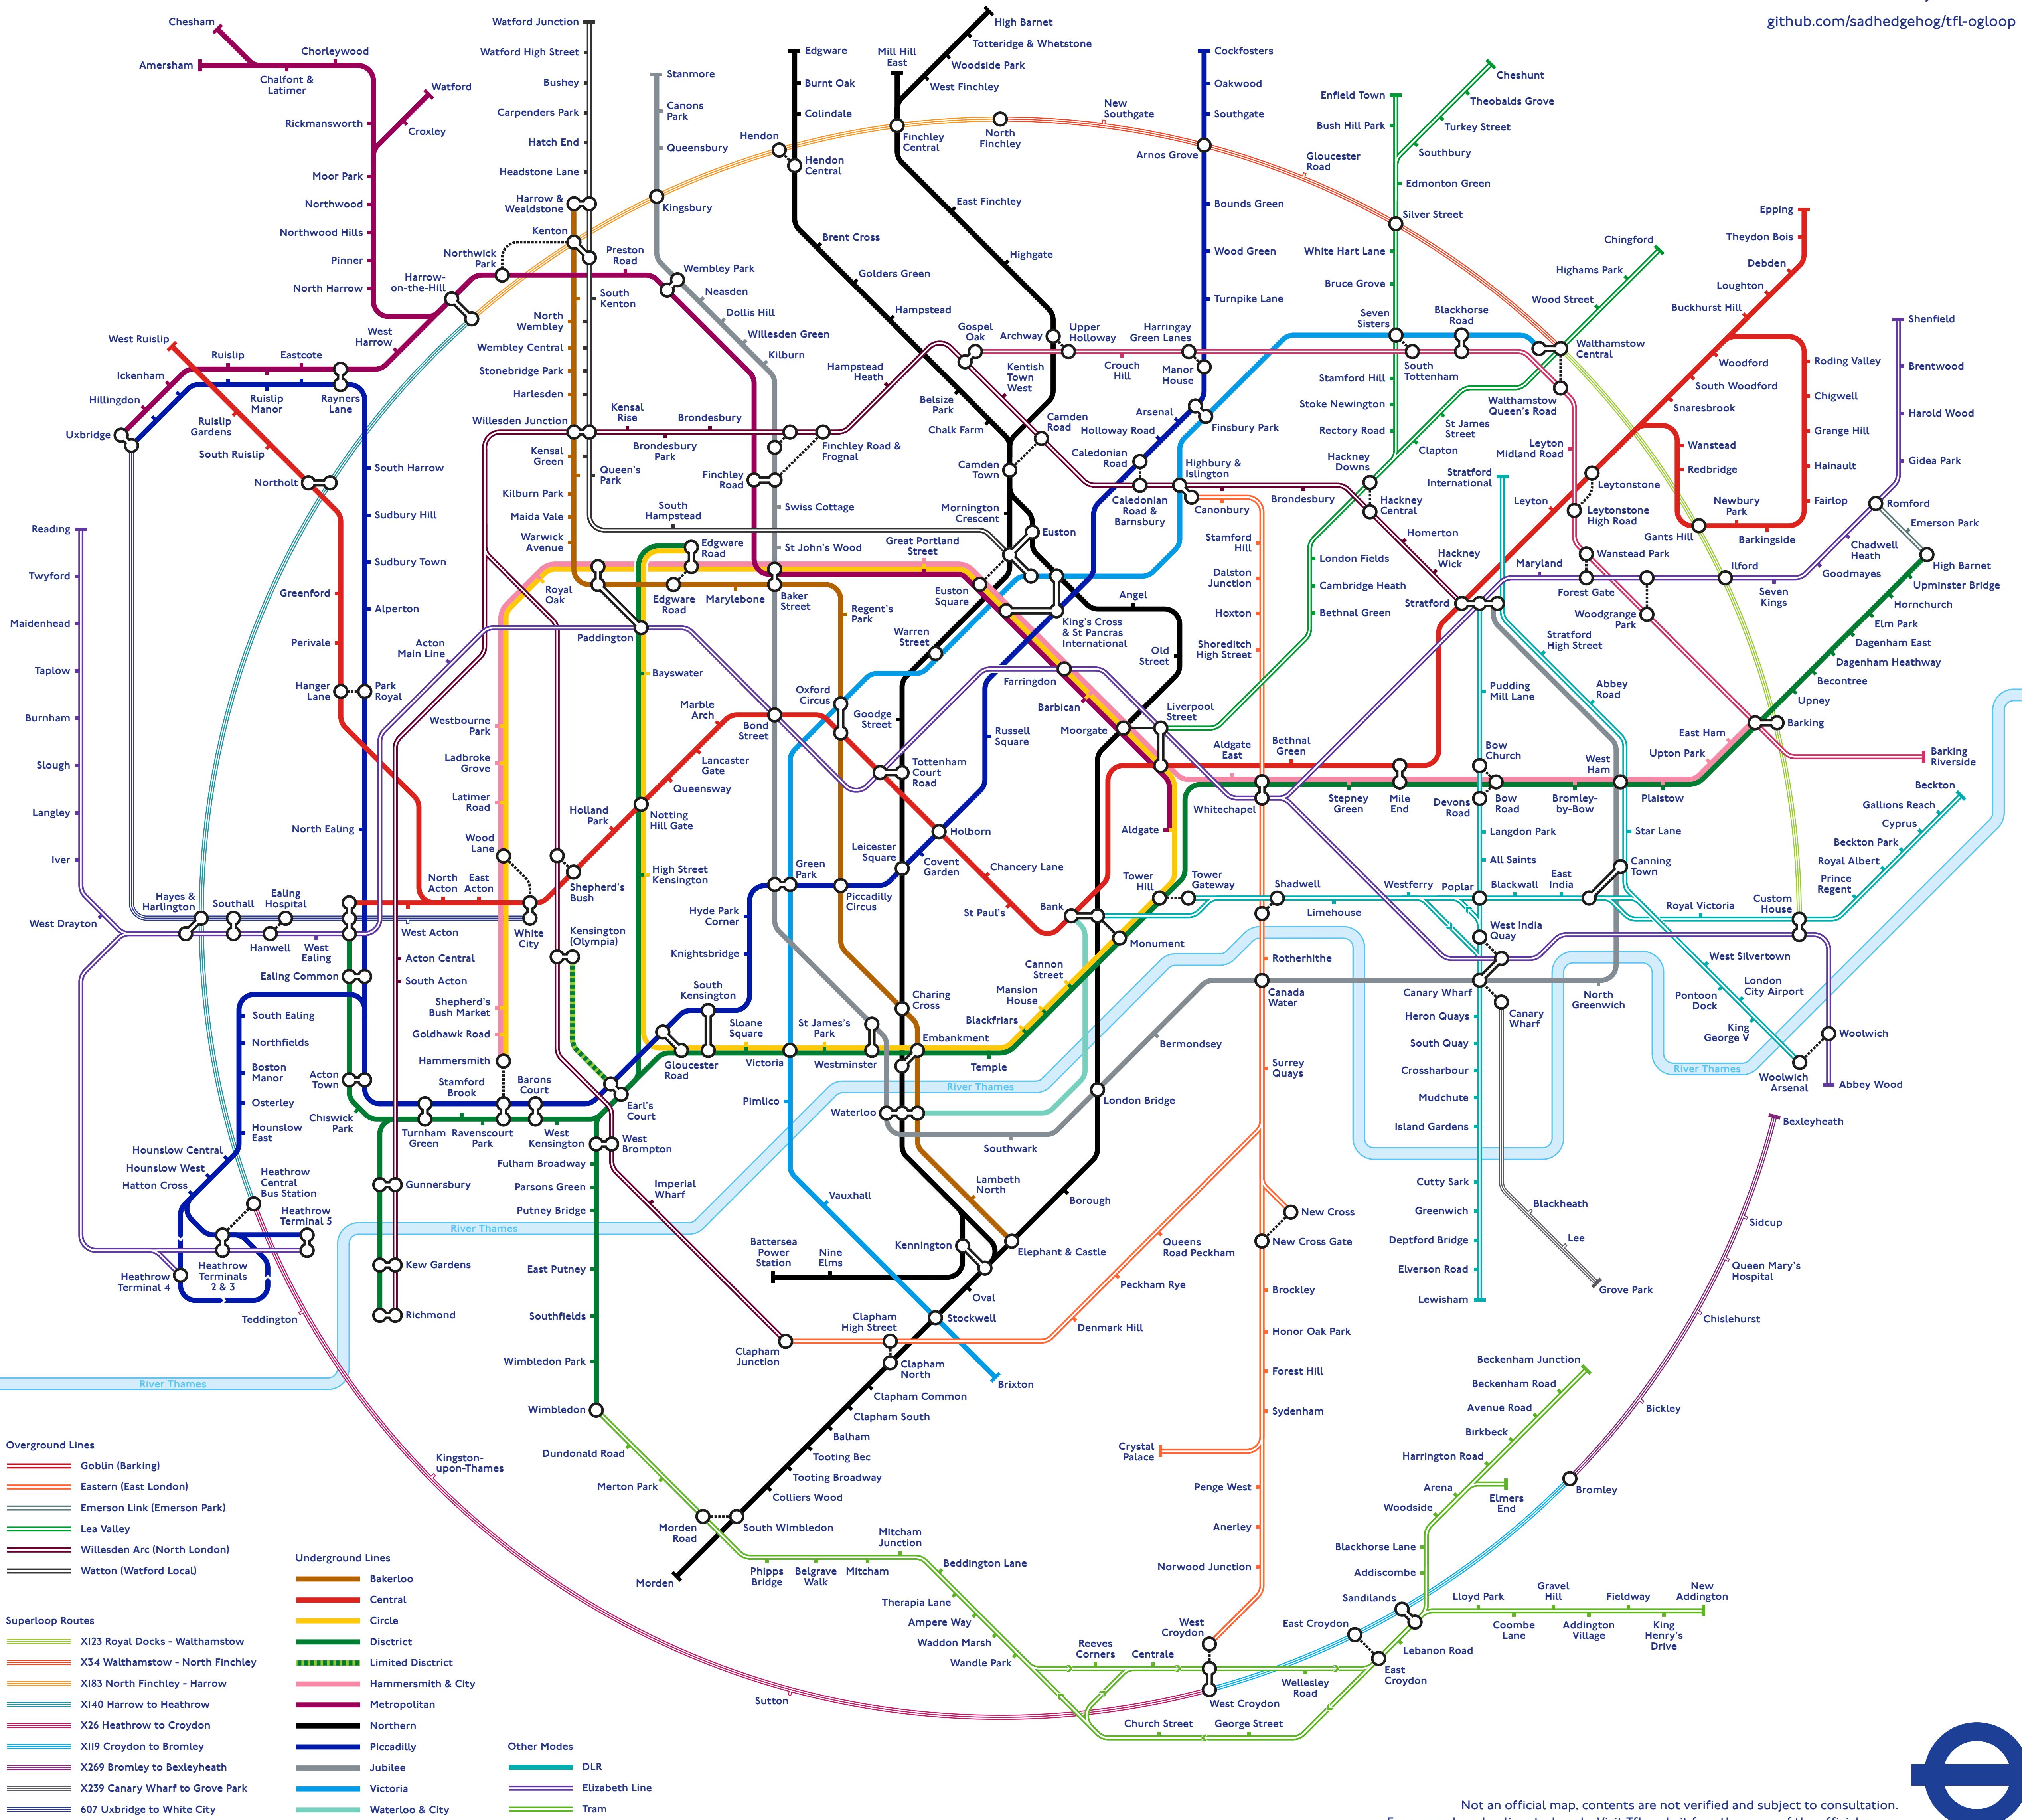 github.com/sadhedgehog/tfl-ogloop
Chesham
Amersham
Chorleywood
Chalfont &
Latimer
Watford
Croxley
Rickmansworth
Moor Park
Northwood
Northwood Hills
Pinner
North Harrow
Harrow-
on-the-Hill
Northwick
Park
West
Harrow
Preston
Road
Watford Junction
Watford High Street
Bushey
Carpenders Park
Hatch End
Headstone Lane
Harrow &
Wealdstone
Kenton
South
Kenton
North
Wembley
Wembley Central
Stonebridge Park
Harlesden
Willesden Junction
Kensal
Green
Queen's
Park
Kilburn Park
Maida Vale
Warwick
Avenue
Stanmore
Canons
Park
Queensbury
Kingsbury
Wembley Park
Neasden
Dollis Hill
Willesden Green
Kilburn
Edgware
Burnt Oak
Colindale
Hendon
Hendon
Central
Brent Cross
Golders Green
Hampstead
Belsize
Park
Chalk Farm
Camden
Town
Mornington
Crescent
Mill Hill
East
High Barnet
Totteridge & Whetstone
Woodside Park
West Finchley
Finchley
Central
North
Finchley
East Finchley
Highgate
Archway
Upper
Holloway
Gospel
Oak
Kentish
Town
West
Camden
Road
Hampstead
Heath
New
Southgate
Cockfosters
Oakwood
Southgate
Arnos Grove
Bounds Green
Wood Green
Turnpike Lane
Harringay
Green Lanes
Manor
House
Crouch
Hill
Arsenal
Holloway Road
Caledonian
Road
Finsbury Park
Highbury &
Islington
Caledonian
Road &
Barnsbury
Canonbury
Gloucester
Road
Enfield Town
Bush Hill Park
Cheshunt
Theobalds Grove
Turkey Street
Southbury
Edmonton Green
Silver Street
White Hart Lane
Bruce Grove
Seven
Sisters
Blackhorse
Road
South
Tottenham
Stamford Hill
Stoke Newington
Rectory Road
Hackney
Downs
Hackney
Central
Clapton
St James
Street
Chingford
Highams Park
Wood Street
Walthamstow
Central
Walthamstow
Queen's Road
Leyton
Midland Road
Stratford
International
Brondesbury
Homerton
Hackney
Wick
Leyton
Leytonstone
Leytonstone
High Road
Wanstead Park
Epping
Theydon Bois
Debden
Loughton
Buckhurst Hill
Woodford
South Woodford
Snaresbrook
Wanstead
Redbridge
Gants Hill
Newbury
Park
Barkingside
Fairlop
Hainault
Grange Hill
Chigwell
Roding Valley
Shenfield
Brentwood
Harold Wood
Gidea Park
Romford
Emerson Park
Chadwell
Heath
Goodmayes
Seven
Kings
Ilford
High Barnet
Upminster Bridge
Hornchurch
Elm Park
Dagenham East
Dagenham Heathway
Becontree
Upney
Barking
Barking
Riverside
East Ham
Upton Park
Maryland
Forest Gate
Woodgrange
Park
Stratford
Stratford
High Street
Abbey
Road
Pudding
Mill Lane
West Ruislip
Ruislip
Eastcote
Ickenham
Hillingdon
Uxbridge
Ruislip
Manor
Rayners
Lane
Ruislip
Gardens
South Ruislip
Northolt
South Harrow
Sudbury Hill
Sudbury Town
Alperton
Greenford
Perivale
Hanger
Lane
Park
Royal
North Ealing
Acton
Main Line
Kensal
Rise
Brondesbury
Brondesbury
Park
Finchley Road &
Frognal
Finchley
Road
Swiss Cottage
St John's Wood
South
Hampstead
Great Portland
Street
Edgware
Road
Edgware
Road
Marylebone
Baker
Street
Regent's
Park
Royal
Oak
Paddington
Bayswater
Euston
Euston
Square
Warren
Street
King's Cross
& St Pancras
International
Angel
Old
Street
Farringdon
Barbican
Moorgate
Liverpool
Street
Stamford
Hill
Dalston
Junction
Hoxton
Shoreditch
High Street
London Fields
Cambridge Heath
Bethnal Green
Oxford
Circus
Goodge
Street
Russell
Square
Marble
Arch
Bond
Street
Tottenham
Court
Road
Lancaster
Gate
Queensway
Holland
Park
Notting
Hill Gate
Westbourne
Park
Ladbroke
Grove
Latimer
Road
Wood
Lane
Shepherd's
Bush
White
City
High Street
Kensington
Kensington
(Olympia)
Holborn
Chancery Lane
Covent
Garden
Leicester
Square
Green
Park
Piccadilly
Circus
Hyde Park
Corner
Knightsbridge
St Paul's
Bank
Monument
Aldgate
Aldgate
East
Bethnal
Green
Whitechapel
Stepney
Green
Mile
End
Bow
Church
Bow
Road
Devons
Road
Bromley-
by-Bow
West
Ham
Plaistow
Langdon Park
All Saints
Star Lane
Canning
Town
Tower
Hill
Tower
Gateway
Shadwell
Limehouse
Westferry
Poplar
Blackwall
East
India
Royal Victoria
Custom
House
Prince
Regent
Royal Albert
Beckton Park
Cyprus
Gallions Reach
Beckton
West India
Quay
Canary Wharf
Canary
Wharf
Heron Quays
South Quay
Crossharbour
Mudchute
Island Gardens
Cutty Sark
Greenwich
Deptford Bridge
Elverson Road
Lewisham
North
Greenwich
West Silvertown
Pontoon
Dock
London
City Airport
King
George V
Woolwich
Arsenal
Woolwich
Abbey Wood
River Thames
Bexleyheath
Sidcup
Queen Mary's
Hospital
Chislehurst
Bickley
Bromley
Blackheath
Lee
Grove Park
Reading
Twyford
Maidenhead
Taplow
Burnham
Slough
Langley
Iver
West Drayton
Hayes &
Harlington
Southall
Ealing
Hospital
Hanwell
West
Ealing
North
Acton
East
Acton
West Acton
Acton Central
South Acton
Ealing Common
South Ealing
Northfields
Boston
Manor
Osterley
Hounslow
East
Hounslow Central
Hounslow West
Hatton Cross
Heathrow
Central
Bus Station
Heathrow
Terminal 5
Heathrow
Terminals
2 & 3
Heathrow
Terminal 4
Teddington
Acton
Town
Chiswick
Park
Turnham
Green
Stamford
Brook
Ravenscourt
Park
Barons
Court
West
Kensington
Hammersmith
Goldhawk Road
Shepherd's
Bush Market
Gunnersbury
Kew Gardens
Richmond
Earl's
Court
West
Brompton
Fulham Broadway
Parsons Green
Putney Bridge
East Putney
Southfields
Wimbledon Park
Wimbledon
Imperial
Wharf
Clapham
Junction
South
Kensington
Gloucester
Road
Sloane
Square
Victoria
St James's
Park
Westminster
Pimlico
Vauxhall
Charing
Cross
Embankment
Temple
Blackfriars
Mansion
House
Cannon
Street
Waterloo
Southwark
River Thames
London Bridge
Bermondsey
Borough
Lambeth
North
Elephant & Castle
Kennington
Battersea
Power
Station
Nine
Elms
Oval
Stockwell
Brixton
Clapham
High Street
Clapham
North
Clapham Common
Clapham South
Balham
Tooting Bec
Tooting Broadway
Colliers Wood
South Wimbledon
Morden
Rotherhithe
Canada
Water
Surrey
Quays
New Cross
New Cross Gate
Queens
Road Peckham
Peckham Rye
Denmark Hill
Brockley
Honor Oak Park
Forest Hill
Sydenham
Crystal
Palace
Penge West
Anerley
Norwood Junction
West
Croydon
West Croydon
River Thames
River Thames
Kingston-
upon-Thames
Sutton
Dundonald Road
Merton Park
Morden
Road
Phipps
Bridge
Belgrave
Walk
Mitcham
Mitcham
Junction
Beddington Lane
Therapia Lane
Ampere Way
Waddon Marsh
Wandle Park
Reeves
Corners
Centrale
Church Street
George Street
Wellesley
Road
East Croydon
East
Croydon
Lebanon Road
Sandilands
Lloyd Park
Coombe
Lane
Gravel
Hill
Addington
Village
Fieldway
King
Henry's
Drive
New
Addington
Addiscombe
Blackhorse Lane
Woodside
Arena
Elmers
End
Harrington Road
Birkbeck
Avenue Road
Beckenham Road
Beckenham Junction
Overground Lines
Goblin (Barking)
Eastern (East London)
Emerson Link (Emerson Park)
Lea Valley
Willesden Arc (North London)
Watton (Watford Local)
Superloop Routes
X123 Royal Docks - Walthamstow
X34 Walthamstow - North Finchley
X183 North Finchley - Harrow
X140 Harrow to Heathrow
X26 Heathrow to Croydon
X119 Croydon to Bromley
X269 Bromley to Bexleyheath
X239 Canary Wharf to Grove Park
607 Uxbridge to White City
Underground Lines
Bakerloo
Central
Circle
Disctrict
Limited Disctrict
Hammersmith & City
Metropolitan
Northern
Piccadilly
Jubilee
Victoria
Waterloo & City
Other Modes
DLR
Elizabeth Line
Tram
Not an official map, contents are not verified and subject to consultation.